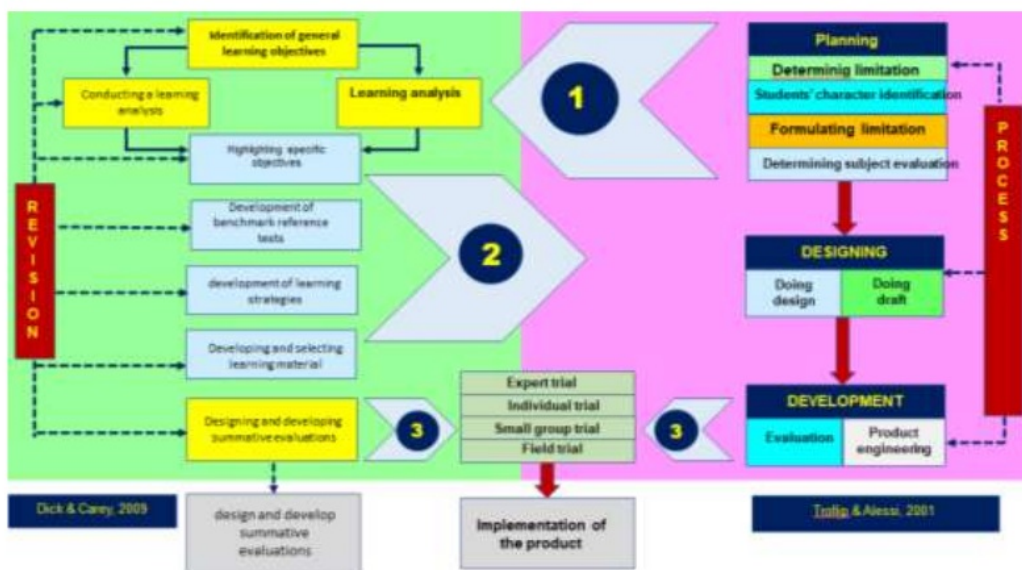 Identification of general
learning objectives
Conducting a learning
analysis
Learning analysis
Highlighting specific
objectives
Development of
benchmark reference
tests
development of learning
strategies
Developing and selecting
learning material
Designing and developing
summative evaluations
REVISION
Dick & Carey, 2009
design and develop
summative
evaluations
1
2
3
3
Expert trial
Individual trial
Small group trial
Field trial
Implementation of
the product
Planning
Determinig limitation
Students' character identification
Formulating limitation
Determining subject evaluation
DESIGNING
Doing
design
Doing
draft
DEVELOPMENT
Evaluation
Product
engineering
PROCESS
& Alessi, 2001